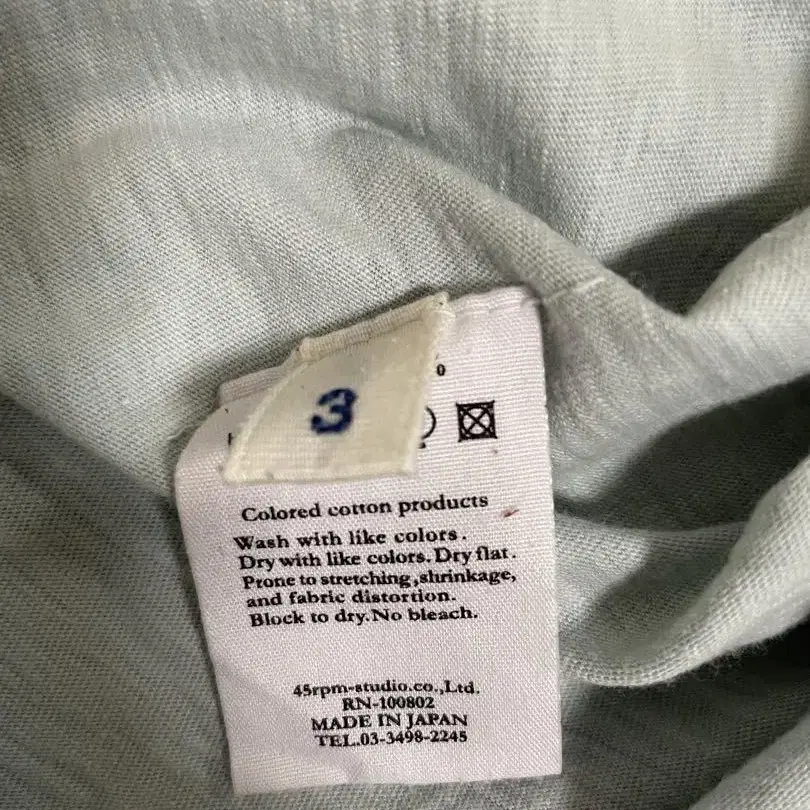 0
3
Colored cotton products
Wash with like colors.
Dry with like colors. Dry flat.
Prone to stretching, shrinkage,
and fabric distortion.
Block to dry. No bleach.
45rpm-studio.co.,Ltd.
RN-100802
MADE IN JAPAN
TEL.03-3498-2245